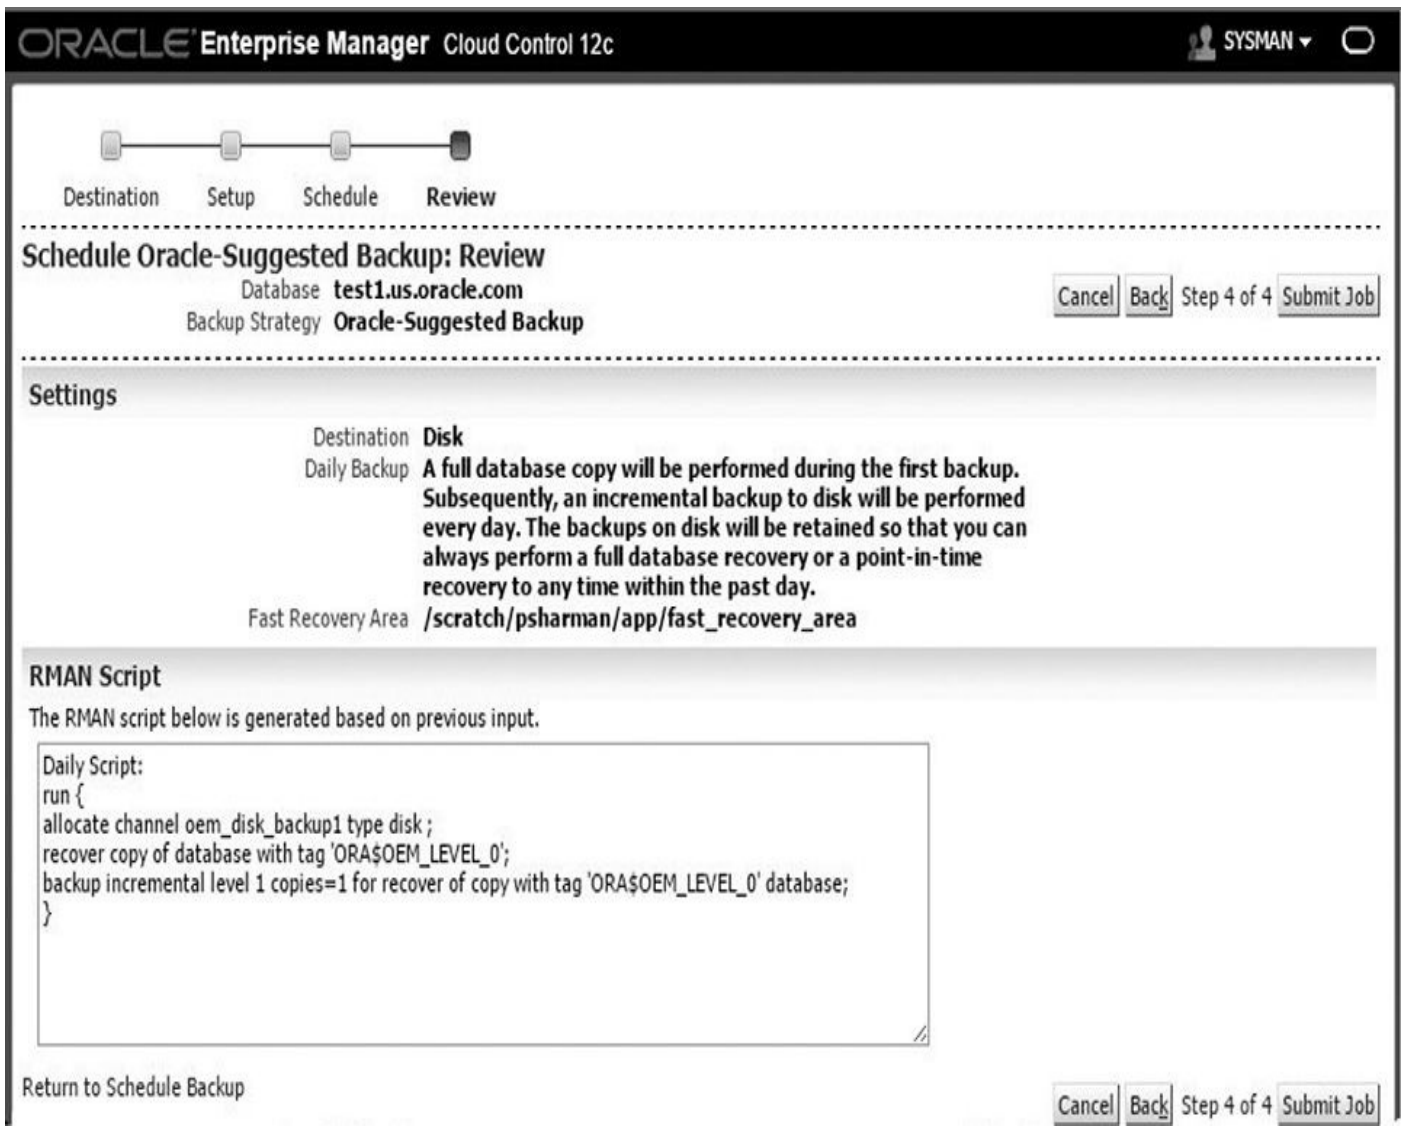 ORACLE Enterprise Manager Cloud Control 12c SYSMAN
Destination Setup Schedule Review
Schedule Oracle-Suggested Backup: Review
Database test1.us.oracle.com
Cancel Back Step 4 of 4 Submit Job
Backup Strategy Oracle-Suggested Backup
Settings
Destination Disk
Daily Backup A full database copy will be performed during the first backup.
Subsequently, an incremental backup to disk will be performed
every day. The backups on disk will be retained so that you can
always perform a full database recovery or a point-in-time
recovery to any time within the past day.
Fast Recovery Area /scratch/psharman/app/fast_recovery_area
RMAN Script
The RMAN script below is generated based on previous input.
Daily Script:
run {
allocate channel oem_disk_backup1 type disk ;
recover copy of database with tag 'ORA$OEM_LEVEL_0';
backup incremental level 1 copies=1 for recover of copy with tag 'ORA$OEM_LEVEL_0' database;
}
Return to Schedule Backup
Cancel Back Step 4 of 4 Submit Job